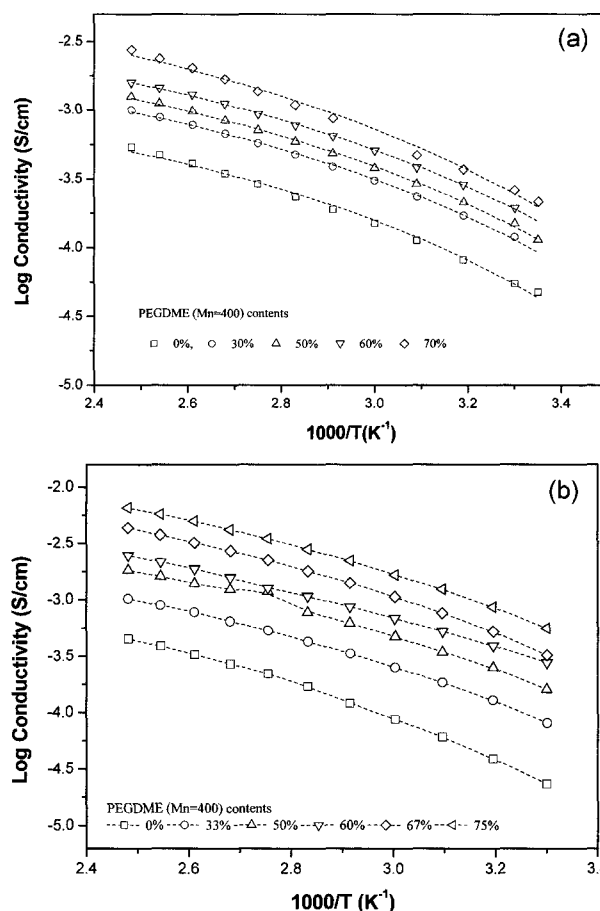 (a)
Log Conductivity (S/cm)
-2.5
-3.0
-3.5
-4.0
-4.5
-5.0
PEGDME (Mn=400) contents
0%, 30% 50% 60% 70%
2.4 2.6 2.8 3.0 3.2 3.4
1000/T(K⁻¹)
(b)
Log Conductivity (S/cm)
-2.0
-2.5
-3.0
-3.5
-4.0
-4.5
-5.0
PEGDME (Mn=400) contents
0% 33% 50% 60% 67% 75%
2.4 2.6 2.8 3.0 3.2 3.4
1000/T (K⁻¹)